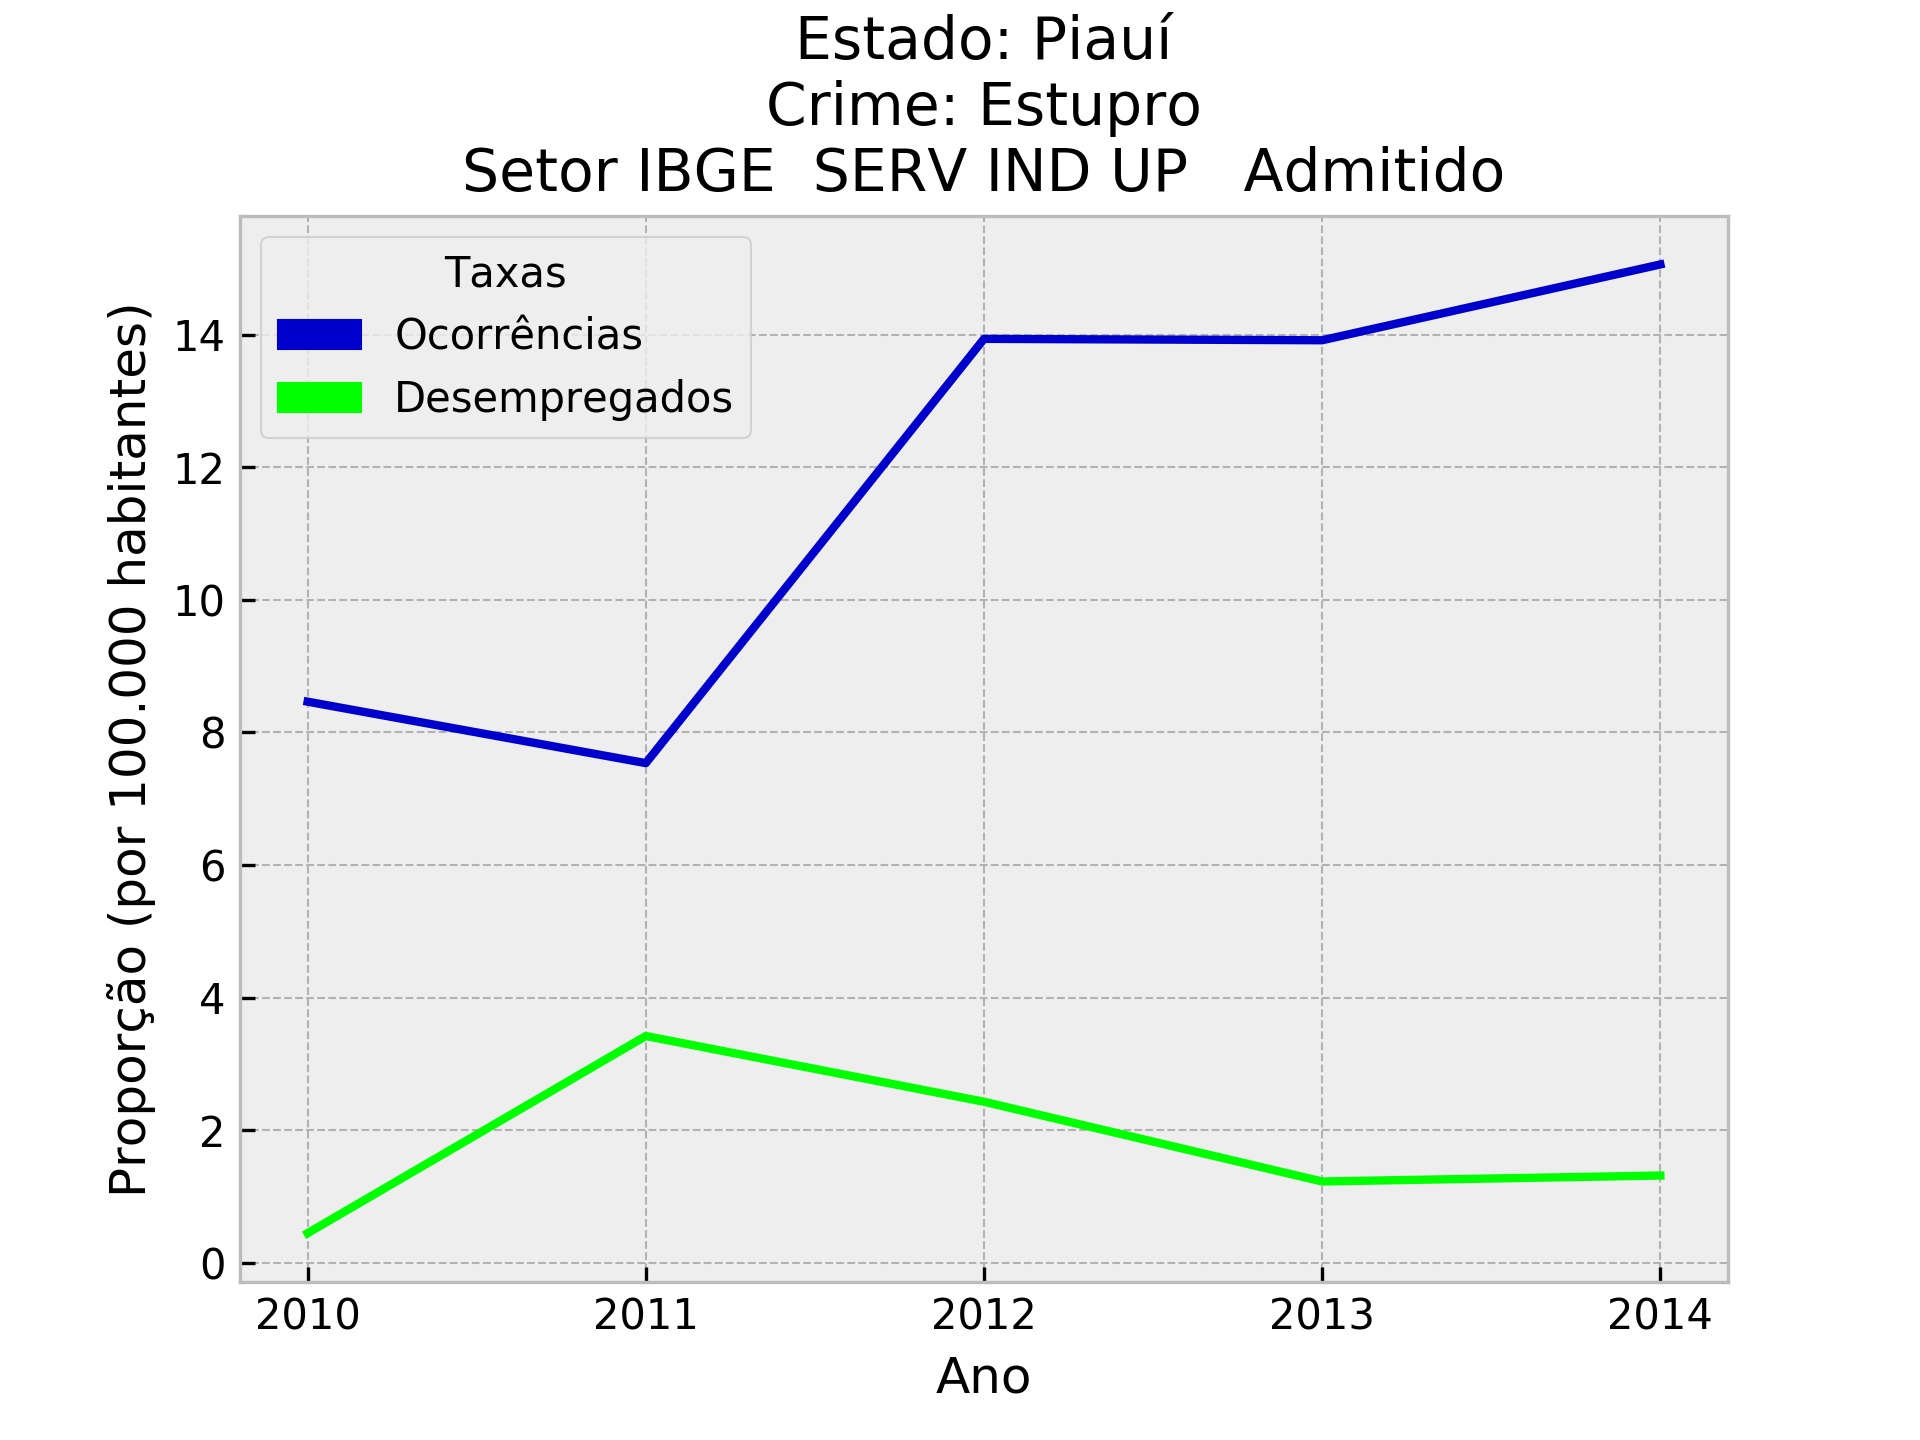 Estado: Piauí
Crime: Estupro
Setor IBGE  SERV IND UP   Admitido
Taxas
Ocorrências
Desempregados
Proporção (por 100.000 habitantes)
14
12
10
8
6
4
2
0
2010
2011
2012
2013
2014
Ano